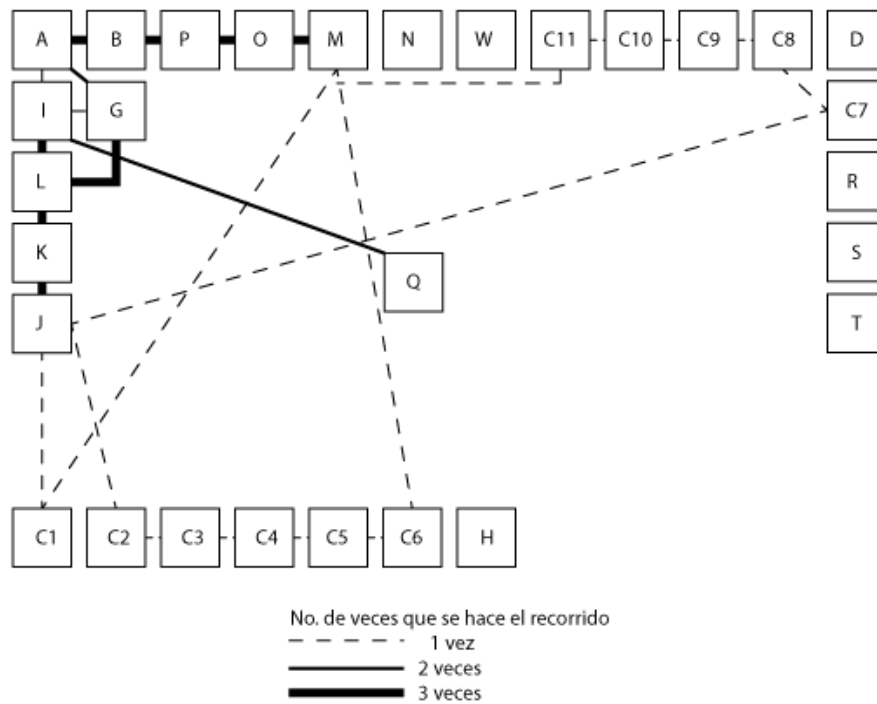 A B P O M N W C11 C10 C9 C8 D
I G C7
L R
K S
Q
J T
C1 C2 C3 C4 C5 C6 H
No. de veces que se hace el recorrido
1 vez
2 veces
3 veces